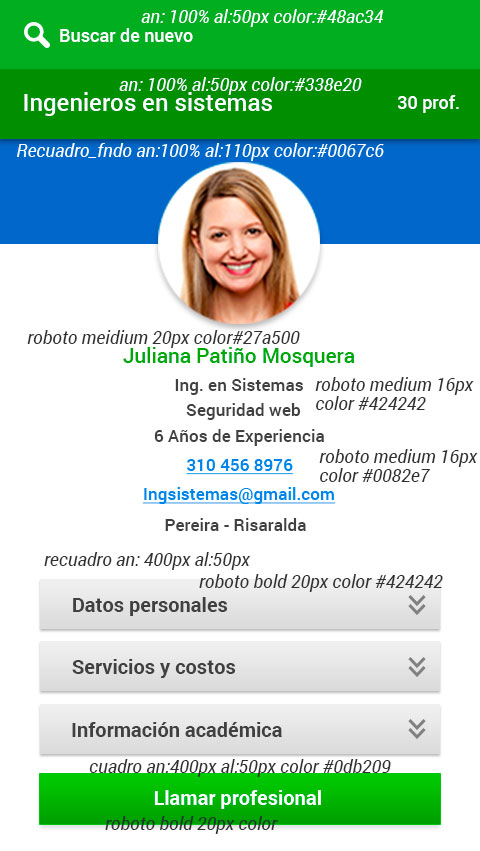 an: 100% al:50px color:#48ac34
Buscar de nuevo
an: 100% al:50px color:#338e20
Ingenieros en sistemas
30 prof.
Recuadro_fndo an:100% al:110px color:#0067c6
roboto meidium 20px color#27a500
Juliana Patiño Mosquera
Ing. en Sistemas
roboto medium 16px
color #424242
Seguridad web
6 Años de Experiencia
roboto medium 16px
color #0082e7
310 456 8976
Ingsistemas@gmail.com
Pereira - Risaralda
recuadro an: 400px al:50px
roboto bold 20px color #424242
Datos personales
Servicios y costos
Información académica
cuadro an:400px al:50px color #0db209
Llamar profesional
roboto bold 20px color